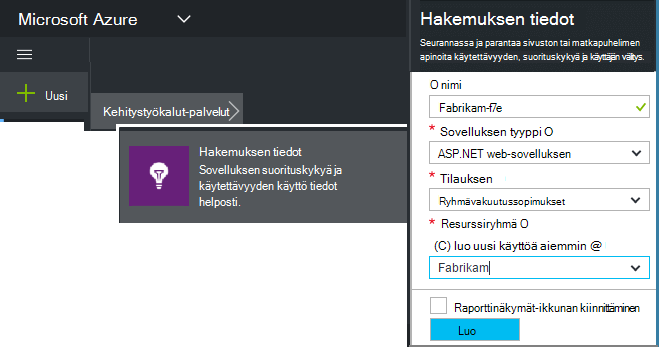 Microsoft Azure
Uusi
Kehitystyökalut-palvelut
Hakemuksen tiedot
Sovelluksen suorituskykyä ja
käytettävyyden käyttö tiedot
helposti.
Hakemuksen tiedot
Seurannassa ja parantaa sivuston tai matkapuhelimen
apinoita käytettävyyden, suorituskyky ja käyttäjän
O nimi
Fabrikam-f7e
* Sovelluksen tyyppi O
ASP.NET web-sovelluksen
* Tilauksen
Ryhmävakuutussopimukset
* Resurssiryhmä O
(C) luo uusi käyttöä aiemmin @
Fabrikam
Raporttinäkymät-ikkunan kiinnittäminen
Luo